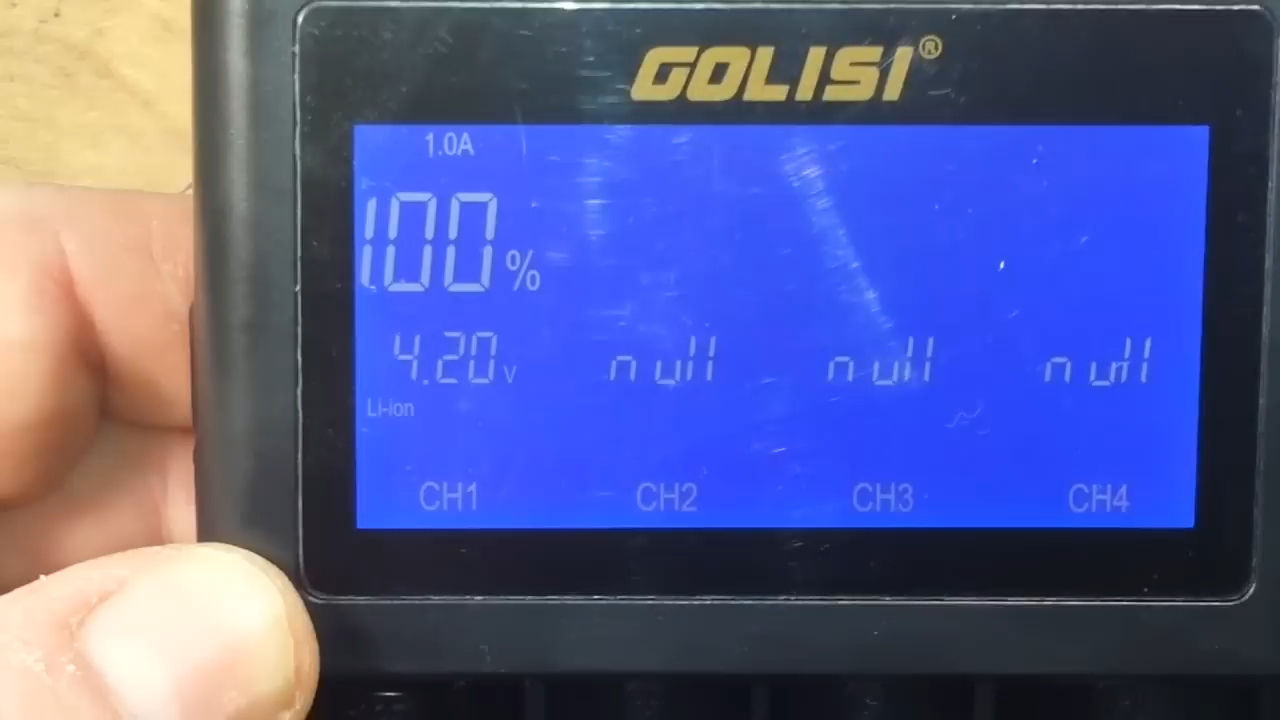 GOLISI®
1.0A
100%
4.20v null null null
Li-ion
CH1 CH2 CH3 CH4